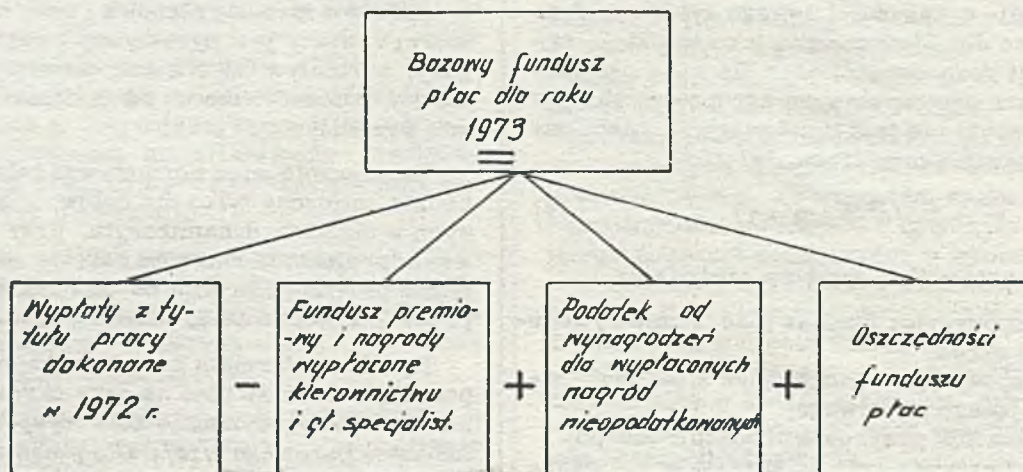 Bazowy fundusz
płac dla roku
1973
=
Wypłaty z ty-
tułu pracy
dokonane
w 1972 r.
-
Fundusz premio-
-wy i nagrody
wypłacone
kierownictwu
i gł. specjalist.
+
Podatek od
wynagrodzeń
dla wypłaconych
nagród
nieopodatkowanych
+
Oszczędności
funduszu
płac